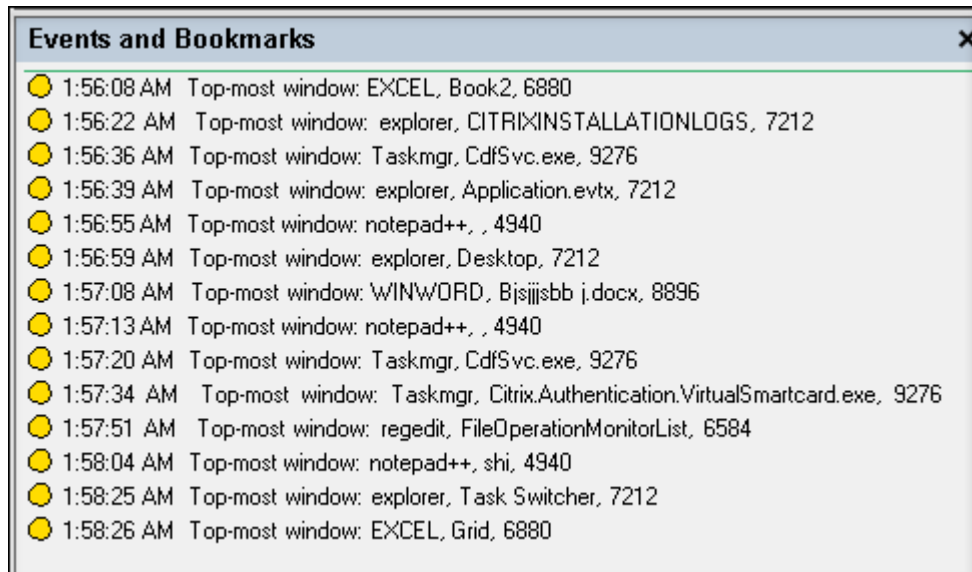 Events and Bookmarks
1:56:08 AM Top-most window: EXCEL, Book2, 6880
1:56:22 AM Top-most window: explorer, CITRIXINSTALLATIONLOGS, 7212
1:56:36 AM Top-most window: Taskmgr, CdfSvc.exe, 9276
1:56:39 AM Top-most window: explorer, Application.evtx, 7212
1:56:55 AM Top-most window: notepad++, , 4940
1:56:59 AM Top-most window: explorer, Desktop, 7212
1:57:08 AM Top-most window: WINWORD, Bjsjjjsbb j.docx, 8896
1:57:13 AM Top-most window: notepad++, , 4940
1:57:20 AM Top-most window: Taskmgr, CdfSvc.exe, 9276
1:57:34 AM Top-most window: Taskmgr, Citrix.Authentication.VirtualSmartcard.exe, 9276
1:57:51 AM Top-most window: regedit, FileOperationMonitorList, 6584
1:58:04 AM Top-most window: notepad++, shi, 4940
1:58:25 AM Top-most window: explorer, Task Switcher, 7212
1:58:26 AM Top-most window: EXCEL, Grid, 6880